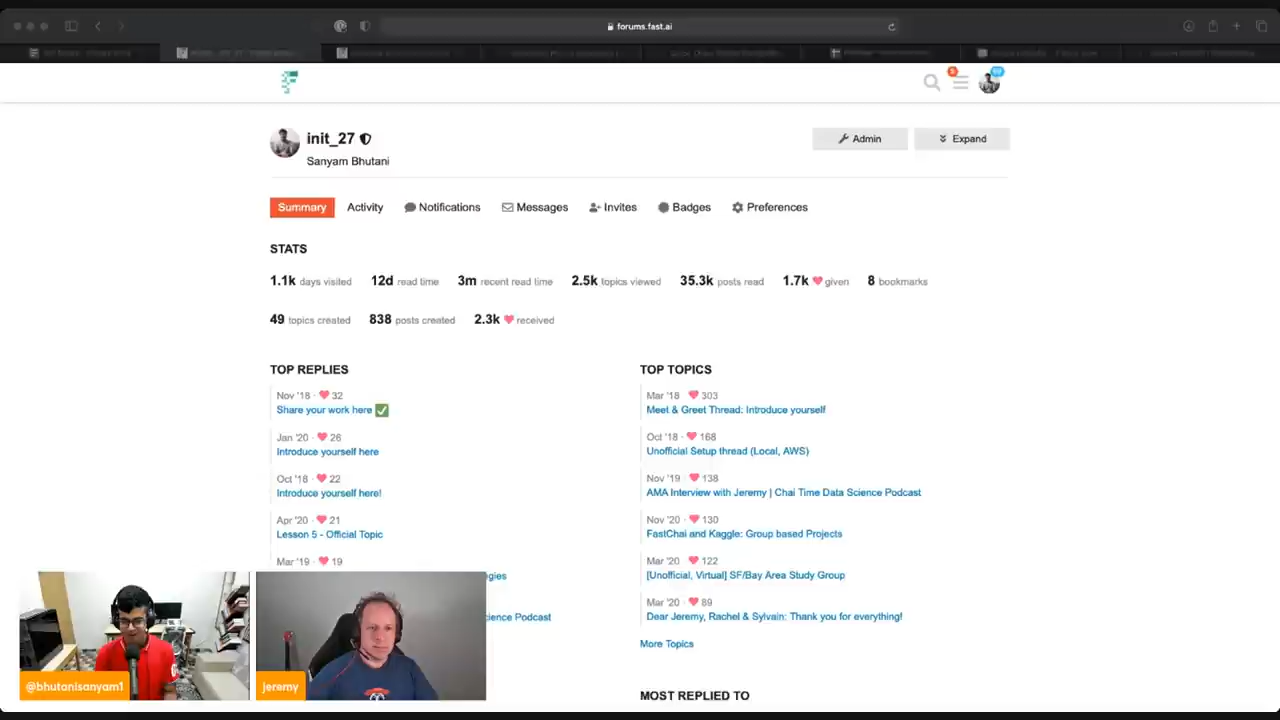 forums.fast.ai
5
init_27
Sanyam Bhutani
Admin
Expand
Summary
Activity
Notifications
Messages
Invites
Badges
Preferences
STATS
1.1k days visited
12d read time
3m recent read time
2.5k topics viewed
35.3k posts read
1.7k given
8 bookmarks
49 topics created
838 posts created
2.3k received
TOP REPLIES
Nov '18 · 32
Share your work here
Jan '20 · 26
Introduce yourself here
Oct '18 · 22
Introduce yourself here!
Apr '20 · 21
Lesson 5 - Official Topic
Mar '19 · 19
egies
cience Podcast
TOP TOPICS
Mar '18 · 303
Meet & Greet Thread: Introduce yourself
Oct '18 · 168
Unofficial Setup thread (Local, AWS)
Nov '19 · 138
AMA Interview with Jeremy | Chai Time Data Science Podcast
Nov '20 · 130
FastChai and Kaggle: Group based Projects
Mar '20 · 122
[Unofficial, Virtual] SF/Bay Area Study Group
Mar '20 · 89
Dear Jeremy, Rachel & Sylvain: Thank you for everything!
More Topics
MOST REPLIED TO
@bhutanisanyam1
jeremy